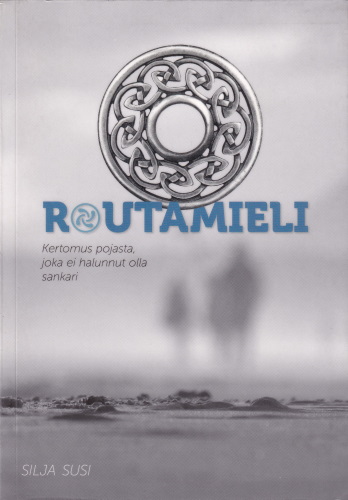 ROUTAMIELI
Kertomus pojasta,
joka ei halunnut olla
sankari
SILJA SUSI